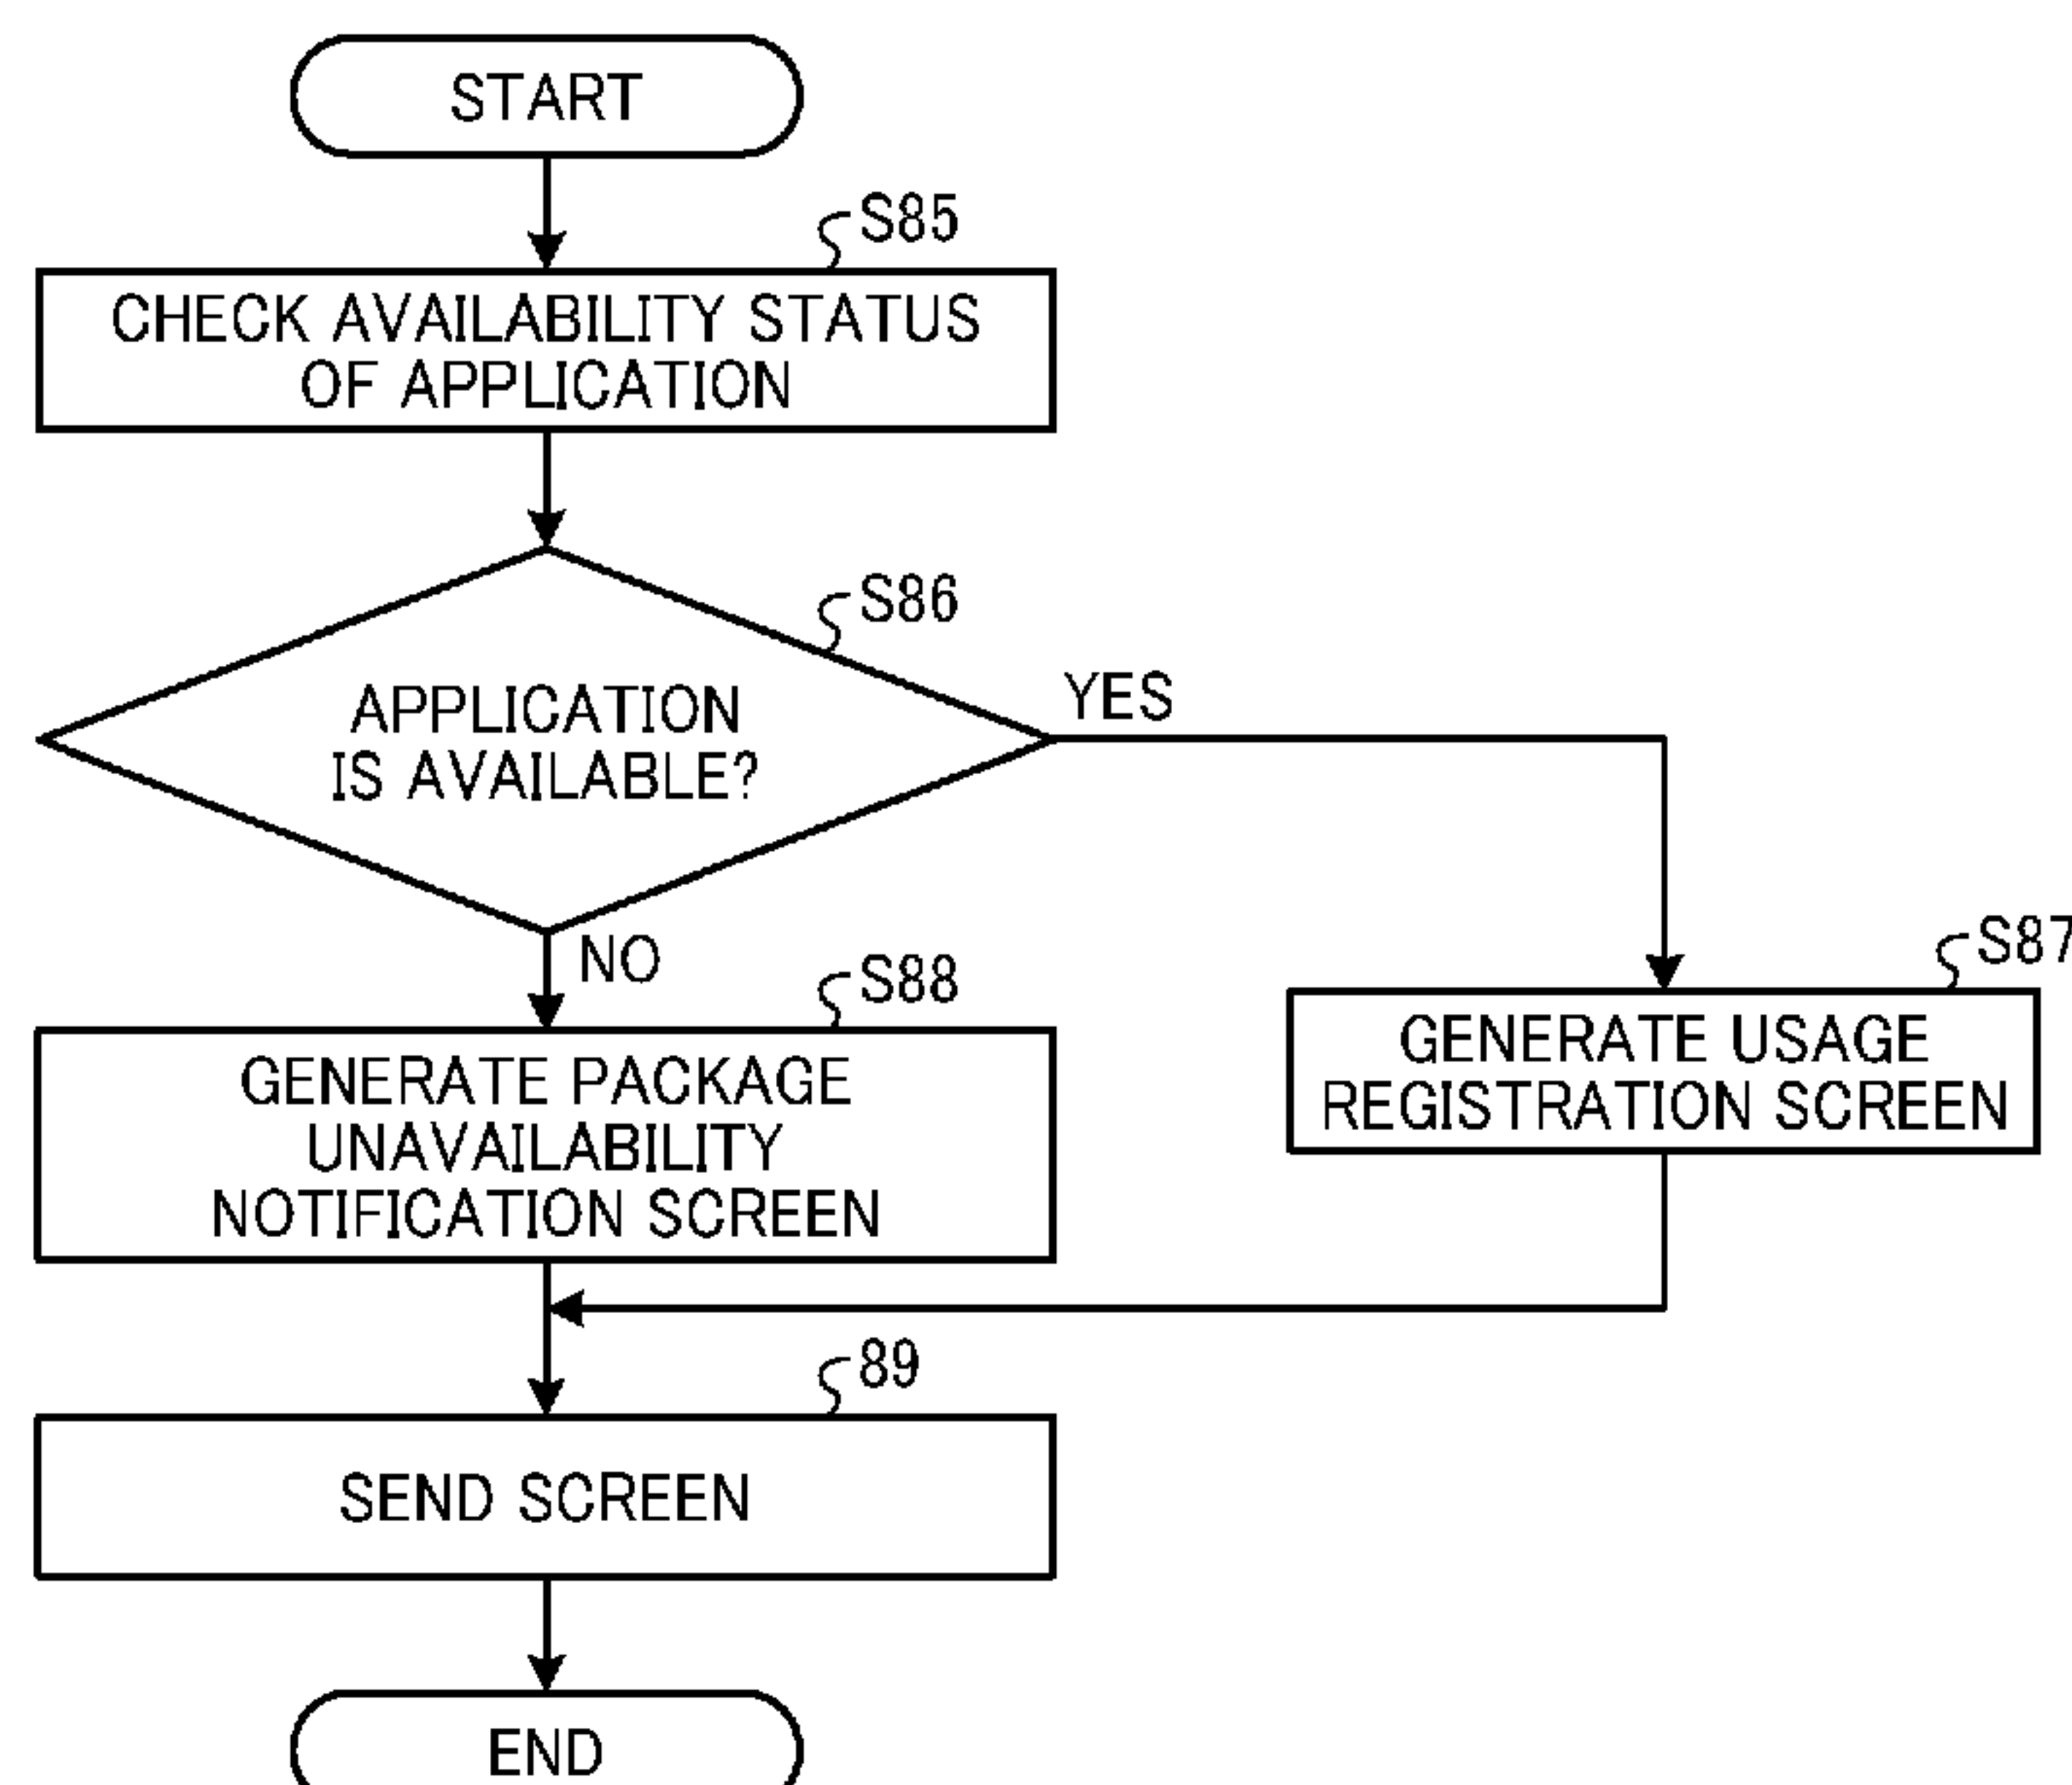 START
S85
CHECK AVAILABILITY STATUS
OF APPLICATION
S86
APPLICATION
IS AVAILABLE?
YES
NO
S88
GENERATE PACKAGE
UNAVAILABILITY
NOTIFICATION SCREEN
S87
GENERATE USAGE
REGISTRATION SCREEN
89
SEND SCREEN
END